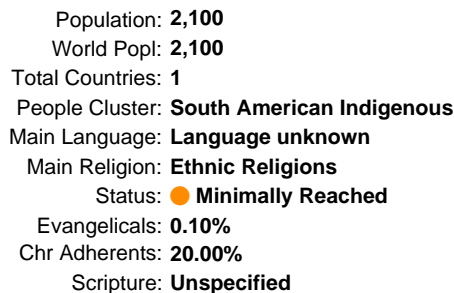 Population: 2,100
World Popl: 2,100
Total Countries: 1
People Cluster: South American Indigenous
Main Language: Language unknown
Main Religion: Ethnic Religions
Status: Minimally Reached
Evangelicals: 0.10%
Chr Adherents: 20.00%
Scripture: Unspecified